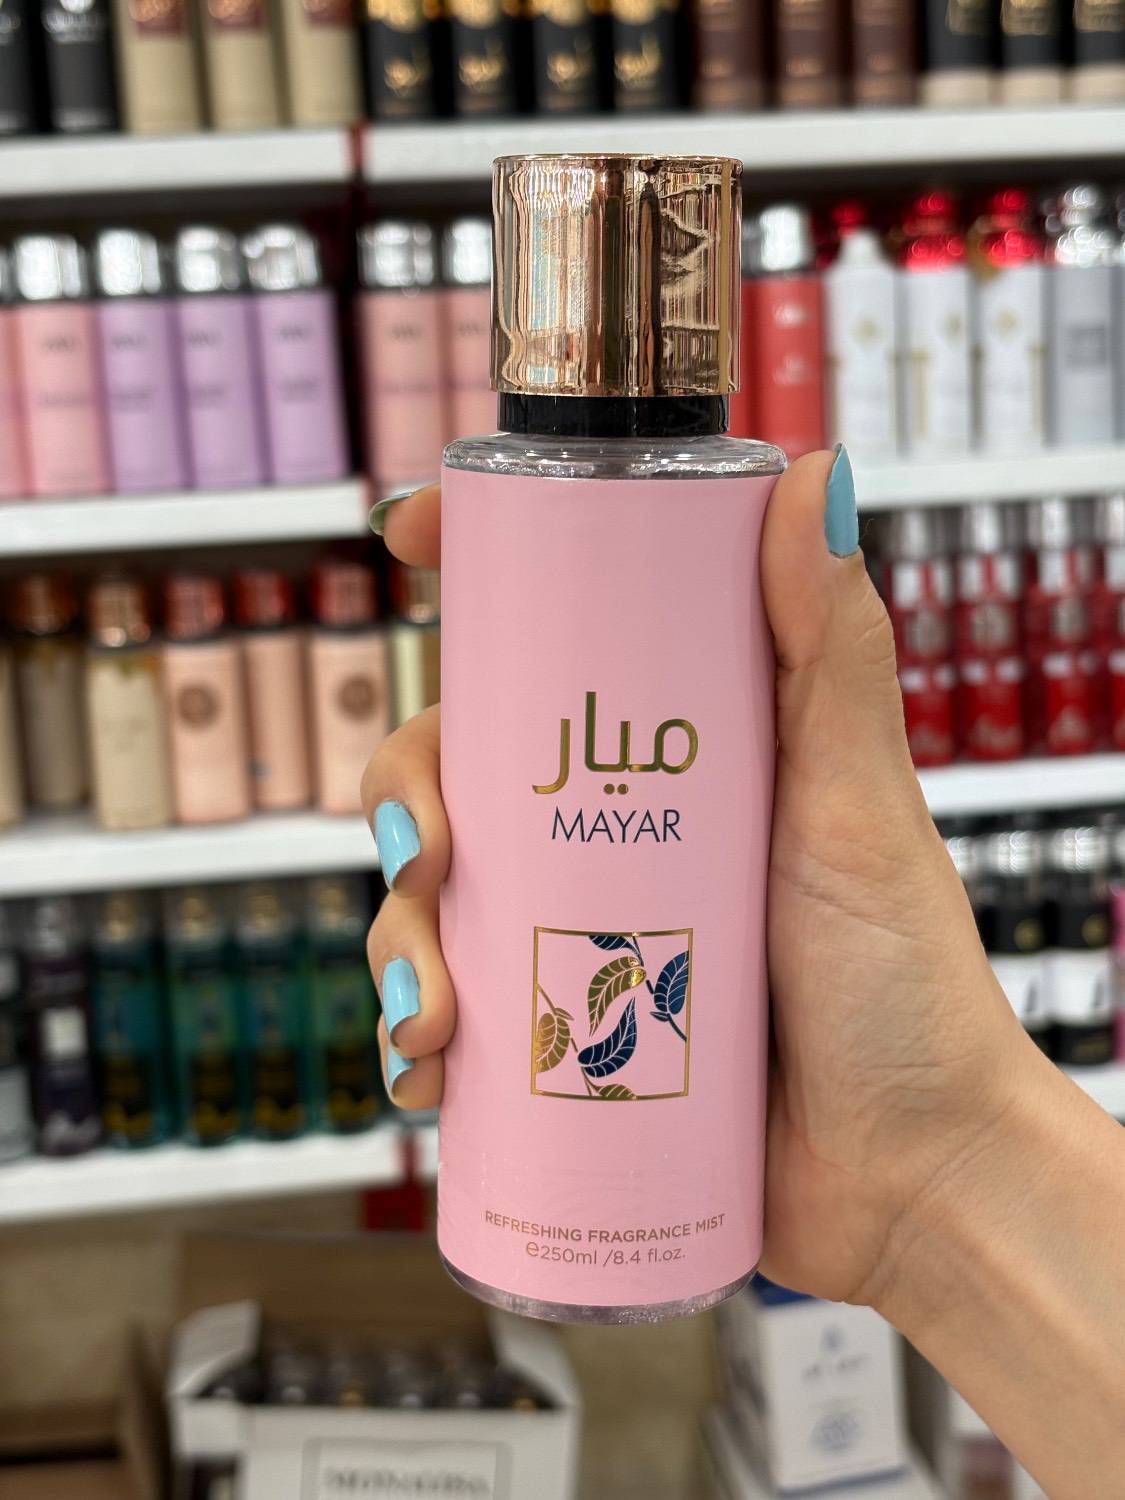 ميار
MAYAR
REFRESHING FRAGRANCE MIST
℮250ml /8.4 fl.oz.